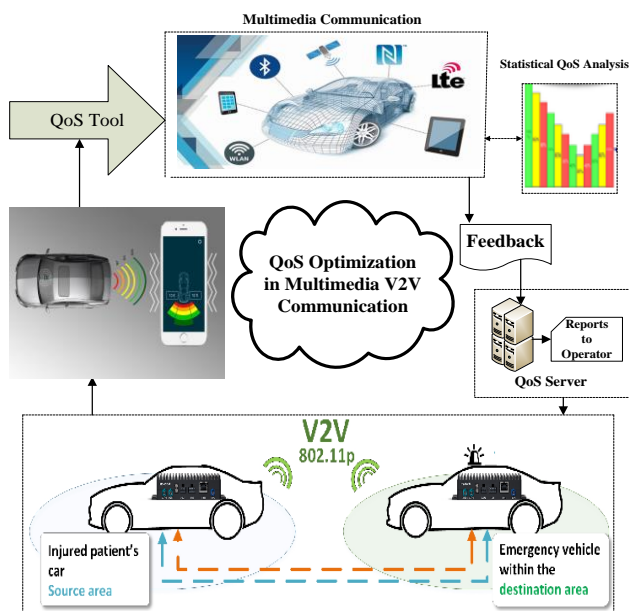 Multimedia Communication
Statistical QoS Analysis
QoS Tool
LTE
WLAN
Feedback
QoS Optimization
in Multimedia V2V
Communication
Reports
to
Operator
QoS Server
V2V
802.11p
Injured patient's
car
Source area
Emergency vehicle
within the
destination area